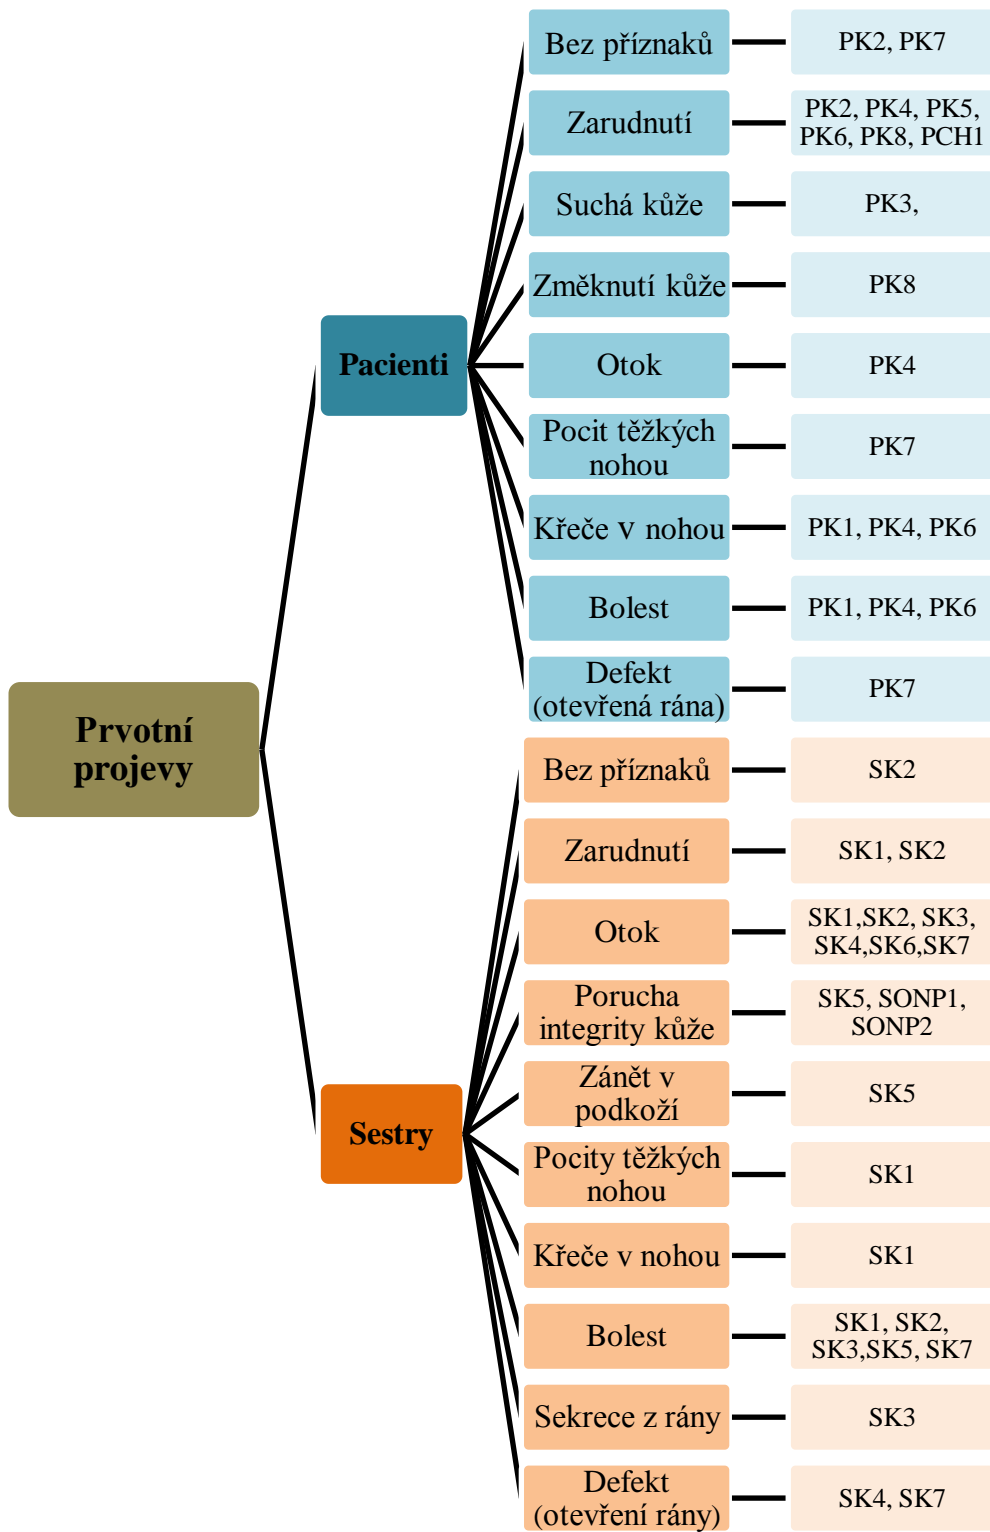 Prvotní
projevy
Pacienti
Bez příznaků
PK2, PK7
Zarudnutí
PK2, PK4, PK5,
PK6, PK8, PCH1
Suchá kůže
PK3,
Změknutí kůže
PK8
Otok
PK4
Pocit těžkých
nohou
PK7
Křeče v nohou
PK1, PK4, PK6
Bolest
PK1, PK4, PK6
Defekt
(otevřená rána)
PK7
Sestry
Bez příznaků
SK2
Zarudnutí
SK1, SK2
Otok
SK1,SK2, SK3,
SK4,SK6,SK7
Porucha
integrity kůže
SK5, SONP1,
SONP2
Zánět v
podkoží
SK5
Pocity těžkých
nohou
SK1
Křeče v nohou
SK1
Bolest
SK1, SK2,
SK3,SK5, SK7
Sekrece z rány
SK3
Defekt
(otevření rány)
SK4, SK7